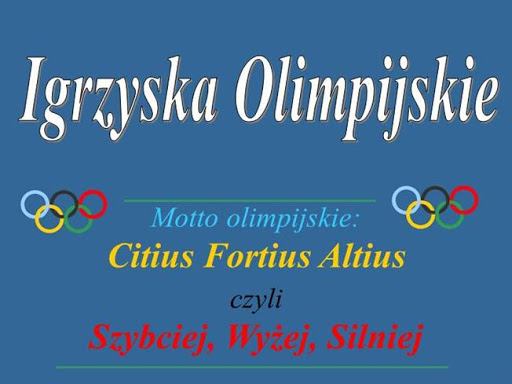 Igrzyska Olimpijskie
Motto olimpijskie:
Citius Fortius Altius
czyli
Szybciej, Wyżej, Silniej